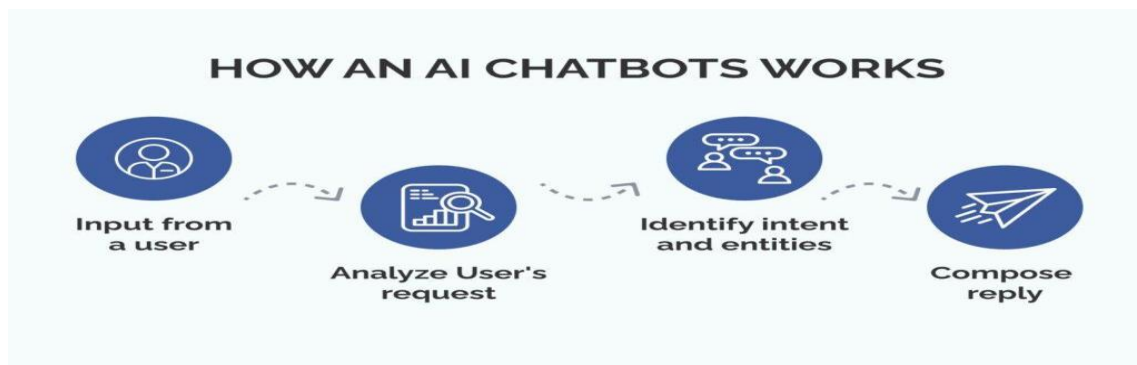 HOW AN AI CHATBOTS WORKS
Input from
a user
Analyze User's
request
Identify intent
and entities
Compose
reply